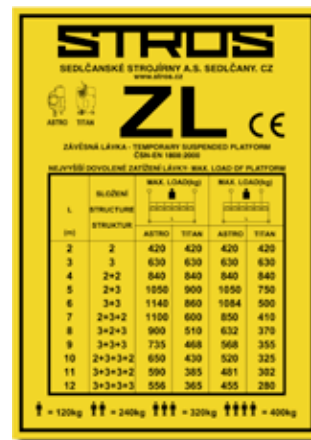 STROS
SEDLČANSKÉ STROJÍRNY A.S. SEDLČANY. CZ
www.stros.cz
ZL
CE
ASTRO TITAN
ZÁVĚSNÁ LÁVKA - TEMPORARY SUSPENDED PLATFORM
ČSN-EN 1808:2000
NEJVYŠŠÍ DOVOLENÉ ZATÍŽENÍ LÁVKY- MAX. LOAD OF PLATFORM
L (m) SLOŽENÍ STRUCTURE STRUKTUR MAX. LOAD(kg) MAX. LOAD(kg)
ASTRO TITAN ASTRO TITAN
2 2 420 420 420 420
3 3 630 630 630 630
4 2+2 840 840 840 840
5 2+3 1050 900 1050 750
6 3+3 1140 860 1084 500
7 2+3+2 1100 600 850 410
8 3+2+3 900 510 632 370
9 3+3+3 735 468 568 355
10 2+3+3+2 650 430 520 325
11 3+3+3+2 590 385 481 302
12 3+3+3+3 556 365 455 280
= 120kg = 240kg = 320kg = 400kg